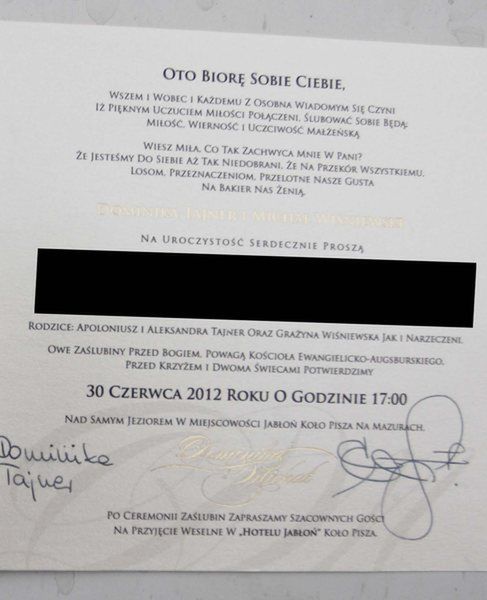 OTO BIORĘ SOBIE CIEBIE,
WSZEM I WOBEC I KAŻDEMU Z OSOBNA WIADOMYM SIĘ CZYNI
IŻ PIĘKNYM UCZUCIEM MIŁOŚCI POŁĄCZENI, ŚLUBOWAĆ SOBIE BĘDĄ:
MIŁOŚĆ, WIERNOŚĆ I UCZCIWOŚĆ MAŁŻEŃSKĄ
WIESZ MIŁA, CO TAK ZACHWYCA MNIE W PANI?
ŻE JESTEŚMY DO SIEBIE AŻ TAK NIEDOBRANI, ŻE NA PRZEKÓR WSZYSTKIEMU,
LOSOM, PRZEZNACZENIOM, PRZELOTNE NASZE GUSTA
NA BAKIER NAS ŻENIĄ.
DOMINIKA TAJNER I MICHAŁ WIŚNIEWSKI
NA UROCZYSTOŚĆ SERDECZNIE PROSZĄ
RODZICE: APOLONIUSZ I ALEKSANDRA TAJNER ORAZ GRAŻYNA WIŚNIEWSKA JAK I NARZECZENI.
OWE ZAŚLUBINY PRZED BOGIEM, POWAGĄ KOŚCIOŁA EWANGIELICKO-AUGSBURSKIEGO,
PRZED KRZYŻEM I DWOMA ŚWIECAMI POTWIERDZIMY
30 CZERWCA 2012 ROKU O GODZINIE 17:00
NAD SAMYM JEZIOREM W MIEJSCOWOŚCI JABŁOŃ KOŁO PISZA NA MAZURACH.
Dominika
Tajner
Dominika
Michał
PO CEREMONII ZAŚLUBIN ZAPRASZAMY SZACOWNYCH GOŚCI
NA PRZYJĘCIE WESELNE W „HOTELU JABŁOŃ" KOŁO PISZA.